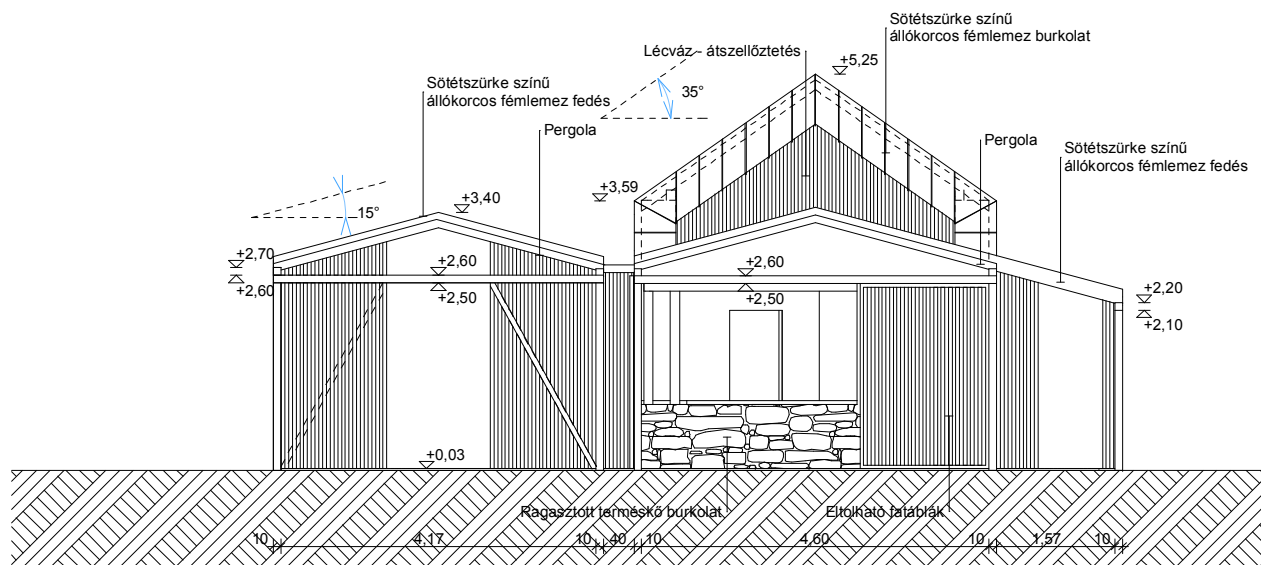 Sötétszürke színű
állókorcos fémlemez burkolat
Lécváz - átszellőztetés
+5,25
Sötétszürke színű
állókorcos fémlemez fedés
35°
Pergola
Pergola
Sötétszürke színű
állókorcos fémlemez fedés
+3,59
+3,40
15°
+2,70
+2,60
+2,60
+2,60
+2,50
+2,50
+2,20
+2,10
+0,03
Ragasztott terméskő burkolat
Eltolható fatáblák
10 4,17 10 40 10 4,60 10 1,57 10